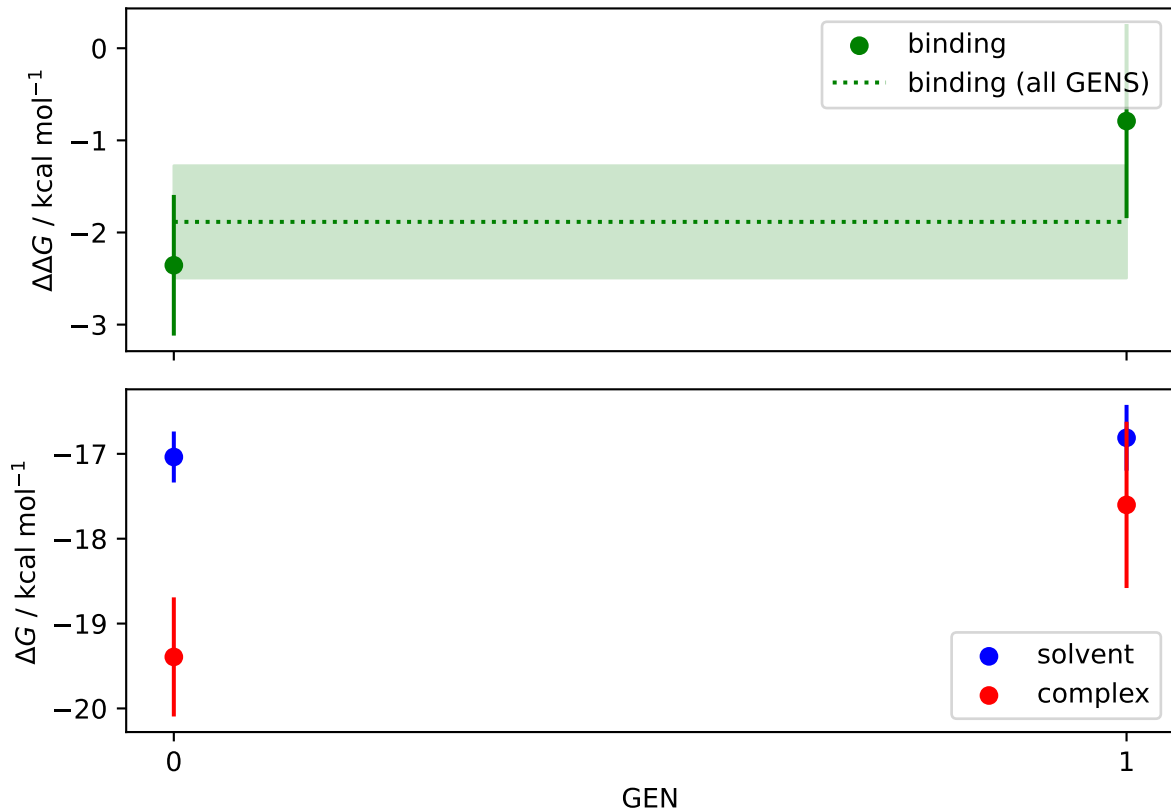 0
−1
−2
−3
ΔΔG / kcal mol⁻¹
binding
binding (all GENS)
−17
−18
−19
−20
ΔG / kcal mol⁻¹
solvent
complex
0
1
GEN